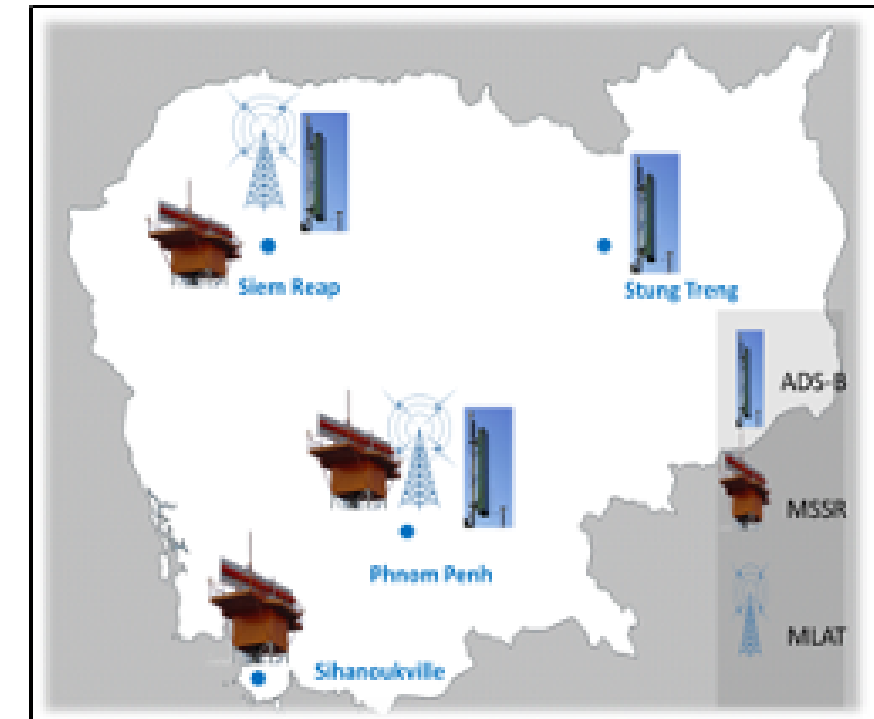 Siem Reap
Stung Treng
ADS-B
MSSR
Phnom Penh
MLAT
Sihanoukville